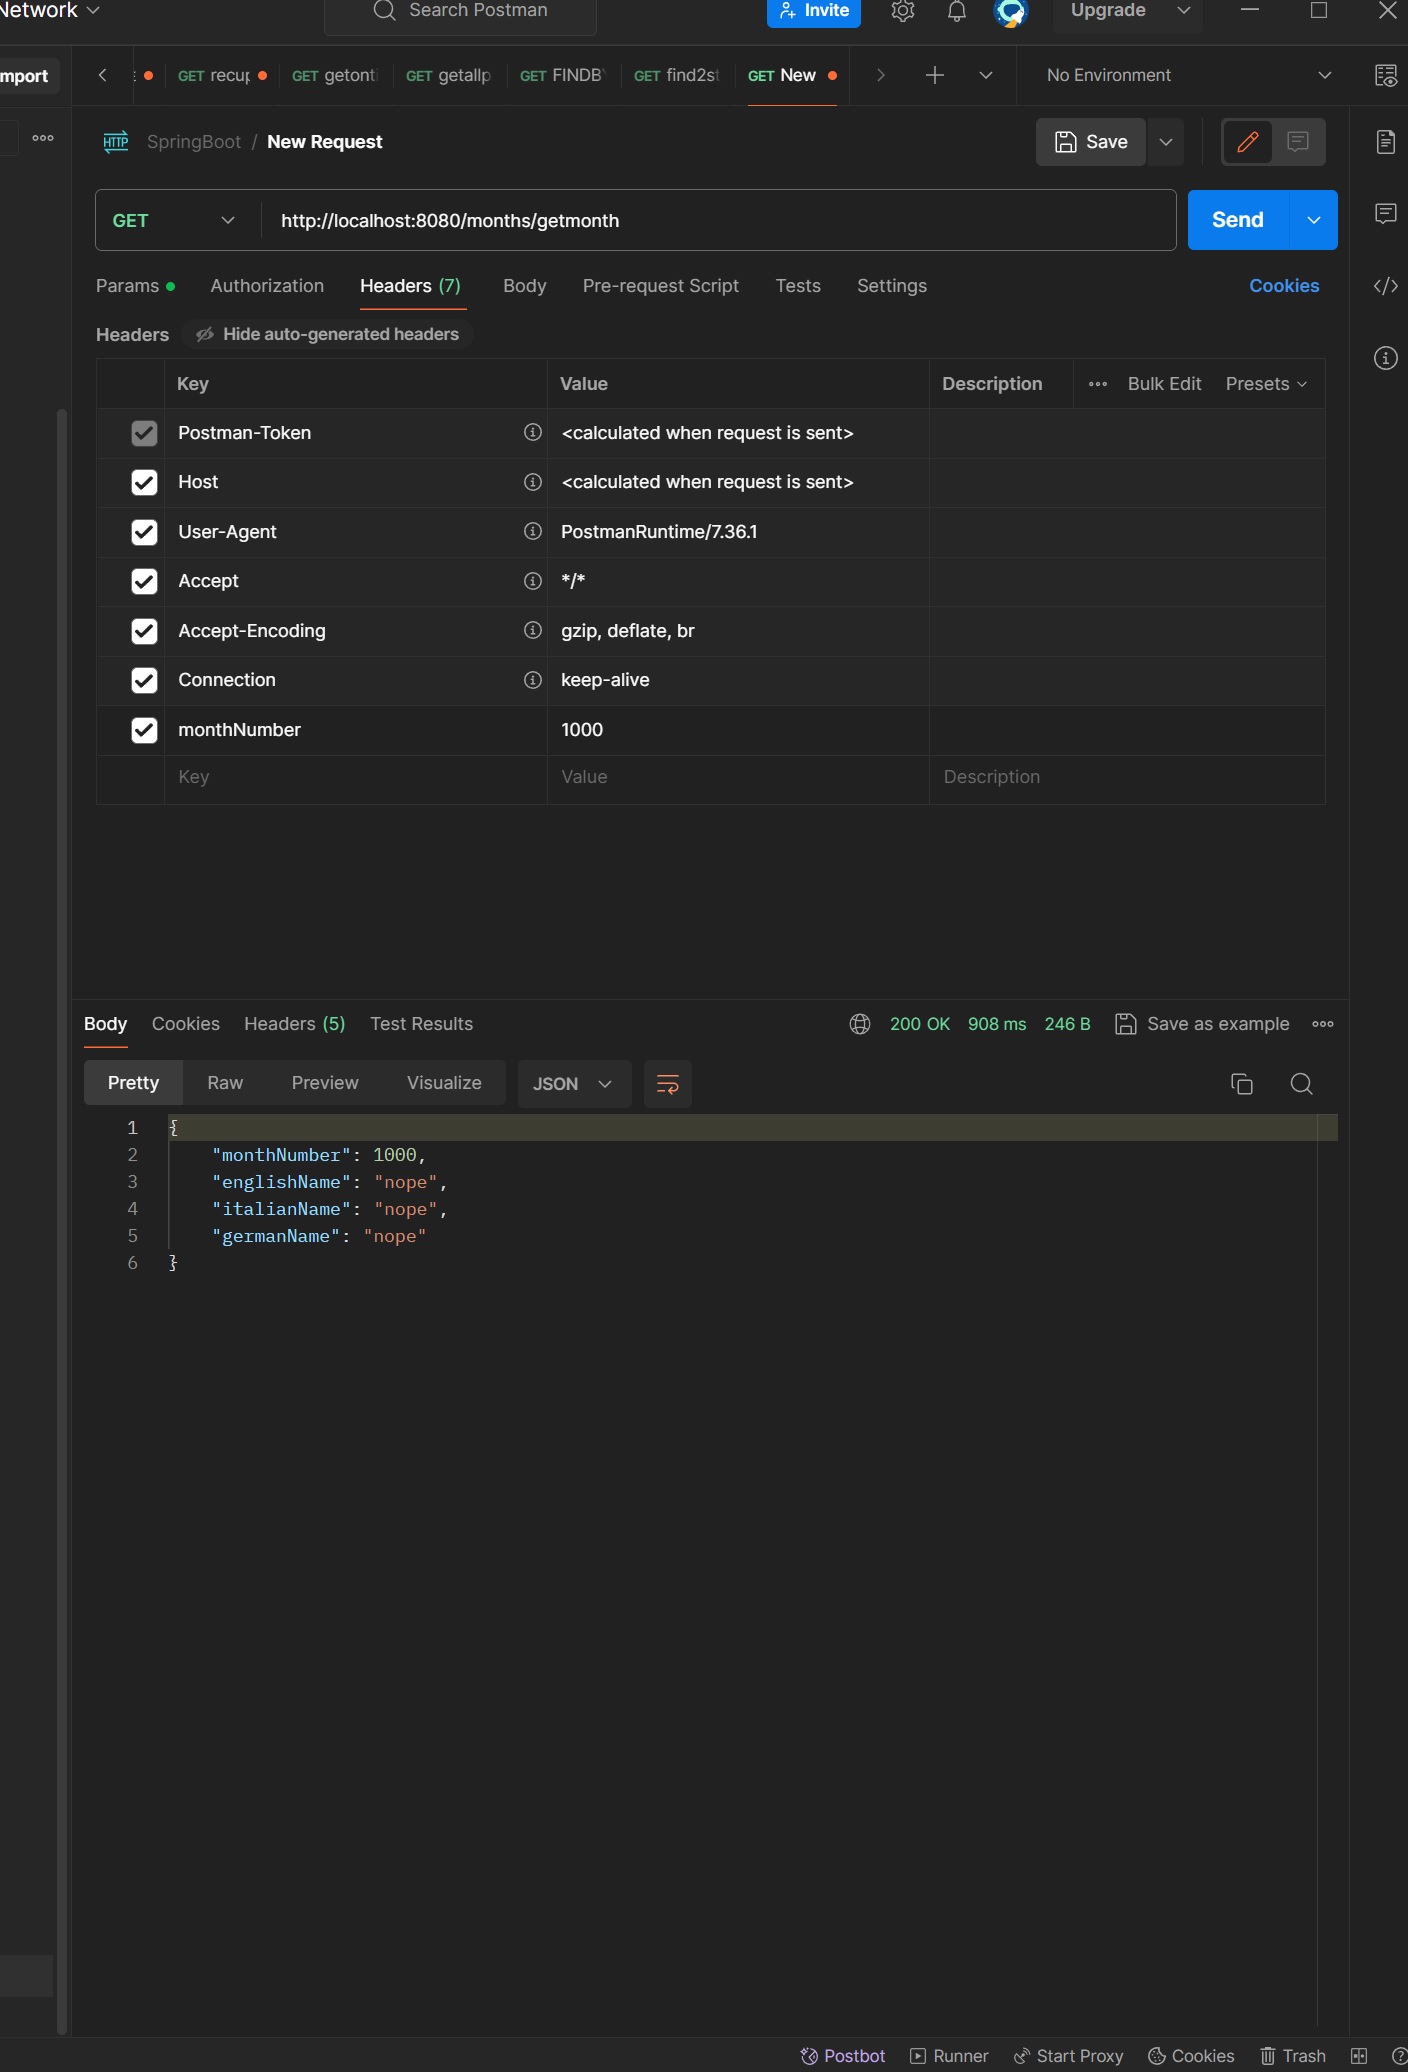 Network
Search Postman
Invite
Upgrade
mport
GET recup
GET getont
GET getallp
GET FINDB
GET find2st
GET New
No Environment
HTTP SpringBoot / New Request
Save
GET
http://localhost:8080/months/getmonth
Send
Params
Authorization
Headers (7)
Body
Pre-request Script
Tests
Settings
Cookies
Headers
Hide auto-generated headers
Key Value Description Bulk Edit Presets
Postman-Token <calculated when request is sent>
Host <calculated when request is sent>
User-Agent PostmanRuntime/7.36.1
Accept */*
Accept-Encoding gzip, deflate, br
Connection keep-alive
monthNumber 1000
Key Value Description
Body Cookies Headers (5) Test Results 200 OK 908 ms 246 B Save as example
Pretty Raw Preview Visualize JSON
1 {
2 "monthNumber": 1000,
3 "englishName": "nope",
4 "italianName": "nope",
5 "germanName": "nope"
6 }
Postbot Runner Start Proxy Cookies Trash